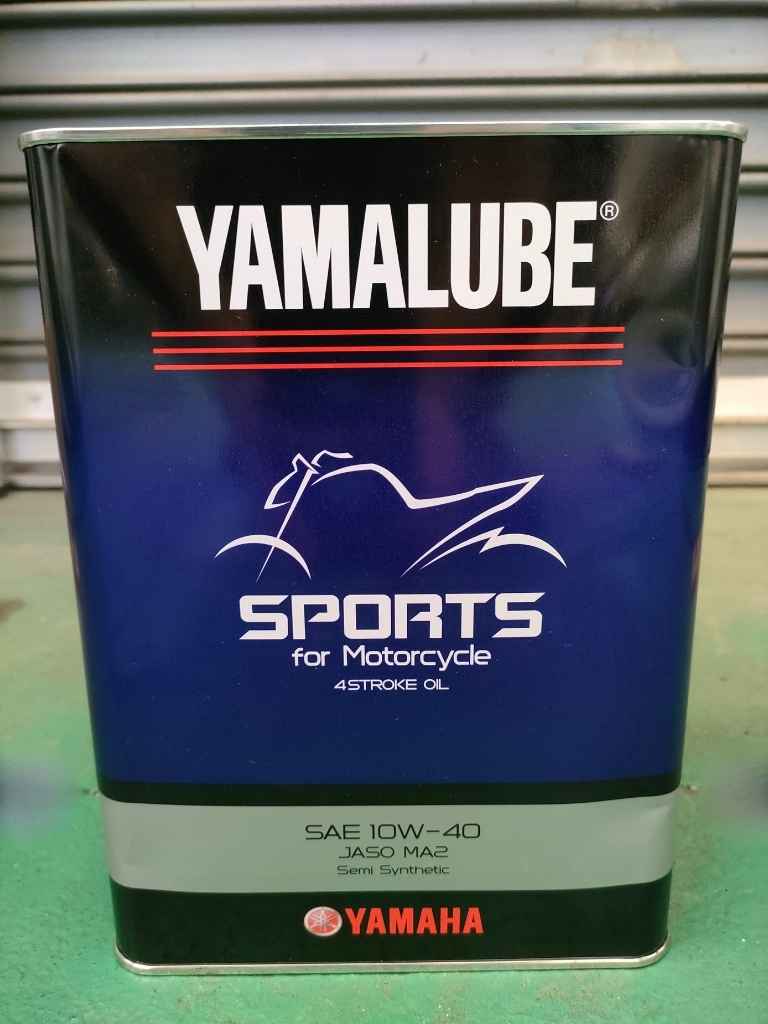 YAMALUBE®
SPORTS
for Motorcycle
4STROKE OIL
SAE 10W-40
JASO MA2
Semi Synthetic
YAMAHA